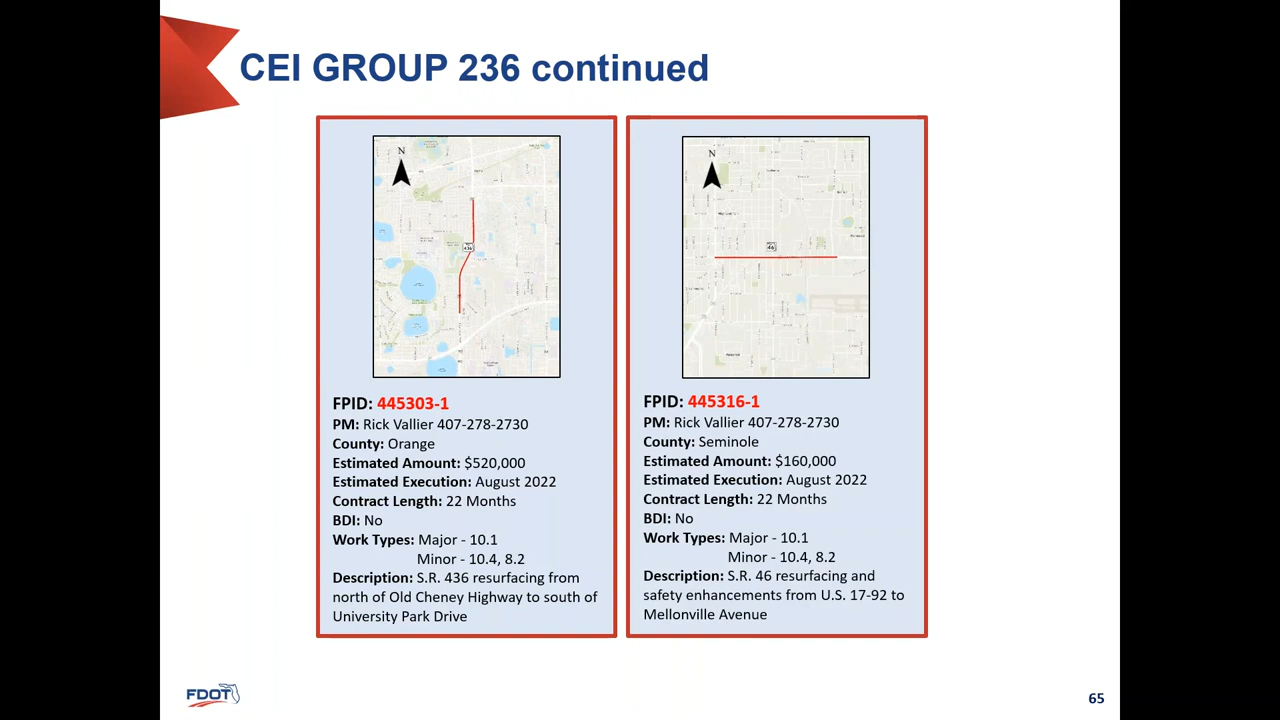 CEI GROUP 236 continued
N
436
FPID: 445303-1
PM: Rick Vallier 407-278-2730
County: Orange
Estimated Amount: $520,000
Estimated Execution: August 2022
Contract Length: 22 Months
BDI: No
Work Types: Major - 10.1
Minor - 10.4, 8.2
Description: S.R. 436 resurfacing from
north of Old Cheney Highway to south of
University Park Drive
N
46
FPID: 445316-1
PM: Rick Vallier 407-278-2730
County: Seminole
Estimated Amount: $160,000
Estimated Execution: August 2022
Contract Length: 22 Months
BDI: No
Work Types: Major - 10.1
Minor - 10.4, 8.2
Description: S.R. 46 resurfacing and
safety enhancements from U.S. 17-92 to
Mellonville Avenue
FDOT
65